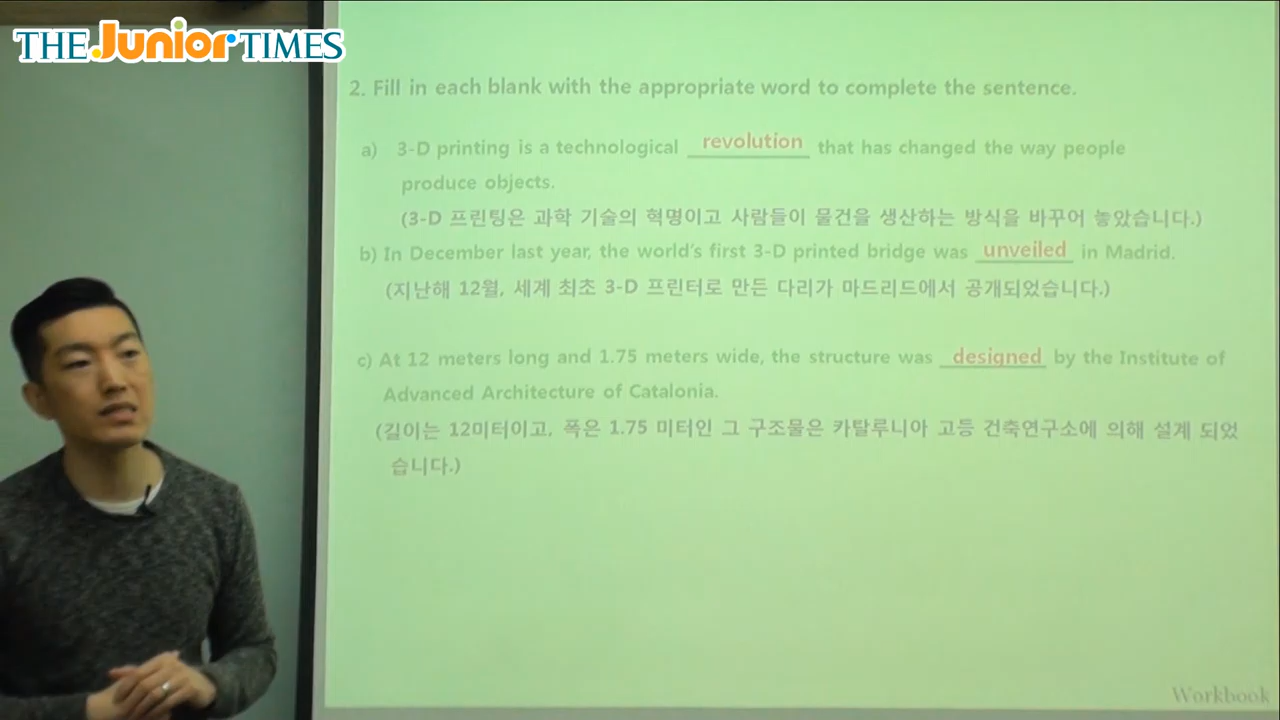 THE Junior TIMES
2. Fill in each blank with the appropriate word to complete the sentence.
a) 3-D printing is a technological revolution that has changed the way people
produce objects.
(3-D 프린팅은 과학 기술의 혁명이고 사람들이 물건을 생산하는 방식을 바꾸어 놓았습니다.)
b) In December last year, the world's first 3-D printed bridge was unveiled in Madrid.
(지난해 12월, 세계 최초 3-D 프린터로 만든 다리가 마드리드에서 공개되었습니다.)
c) At 12 meters long and 1.75 meters wide, the structure was designed by the Institute of
Advanced Architecture of Catalonia.
(길이는 12미터이고, 폭은 1.75 미터인 그 구조물은 카탈루니아 고등 건축연구소에 의해 설계 되었
습니다.)
Workbook